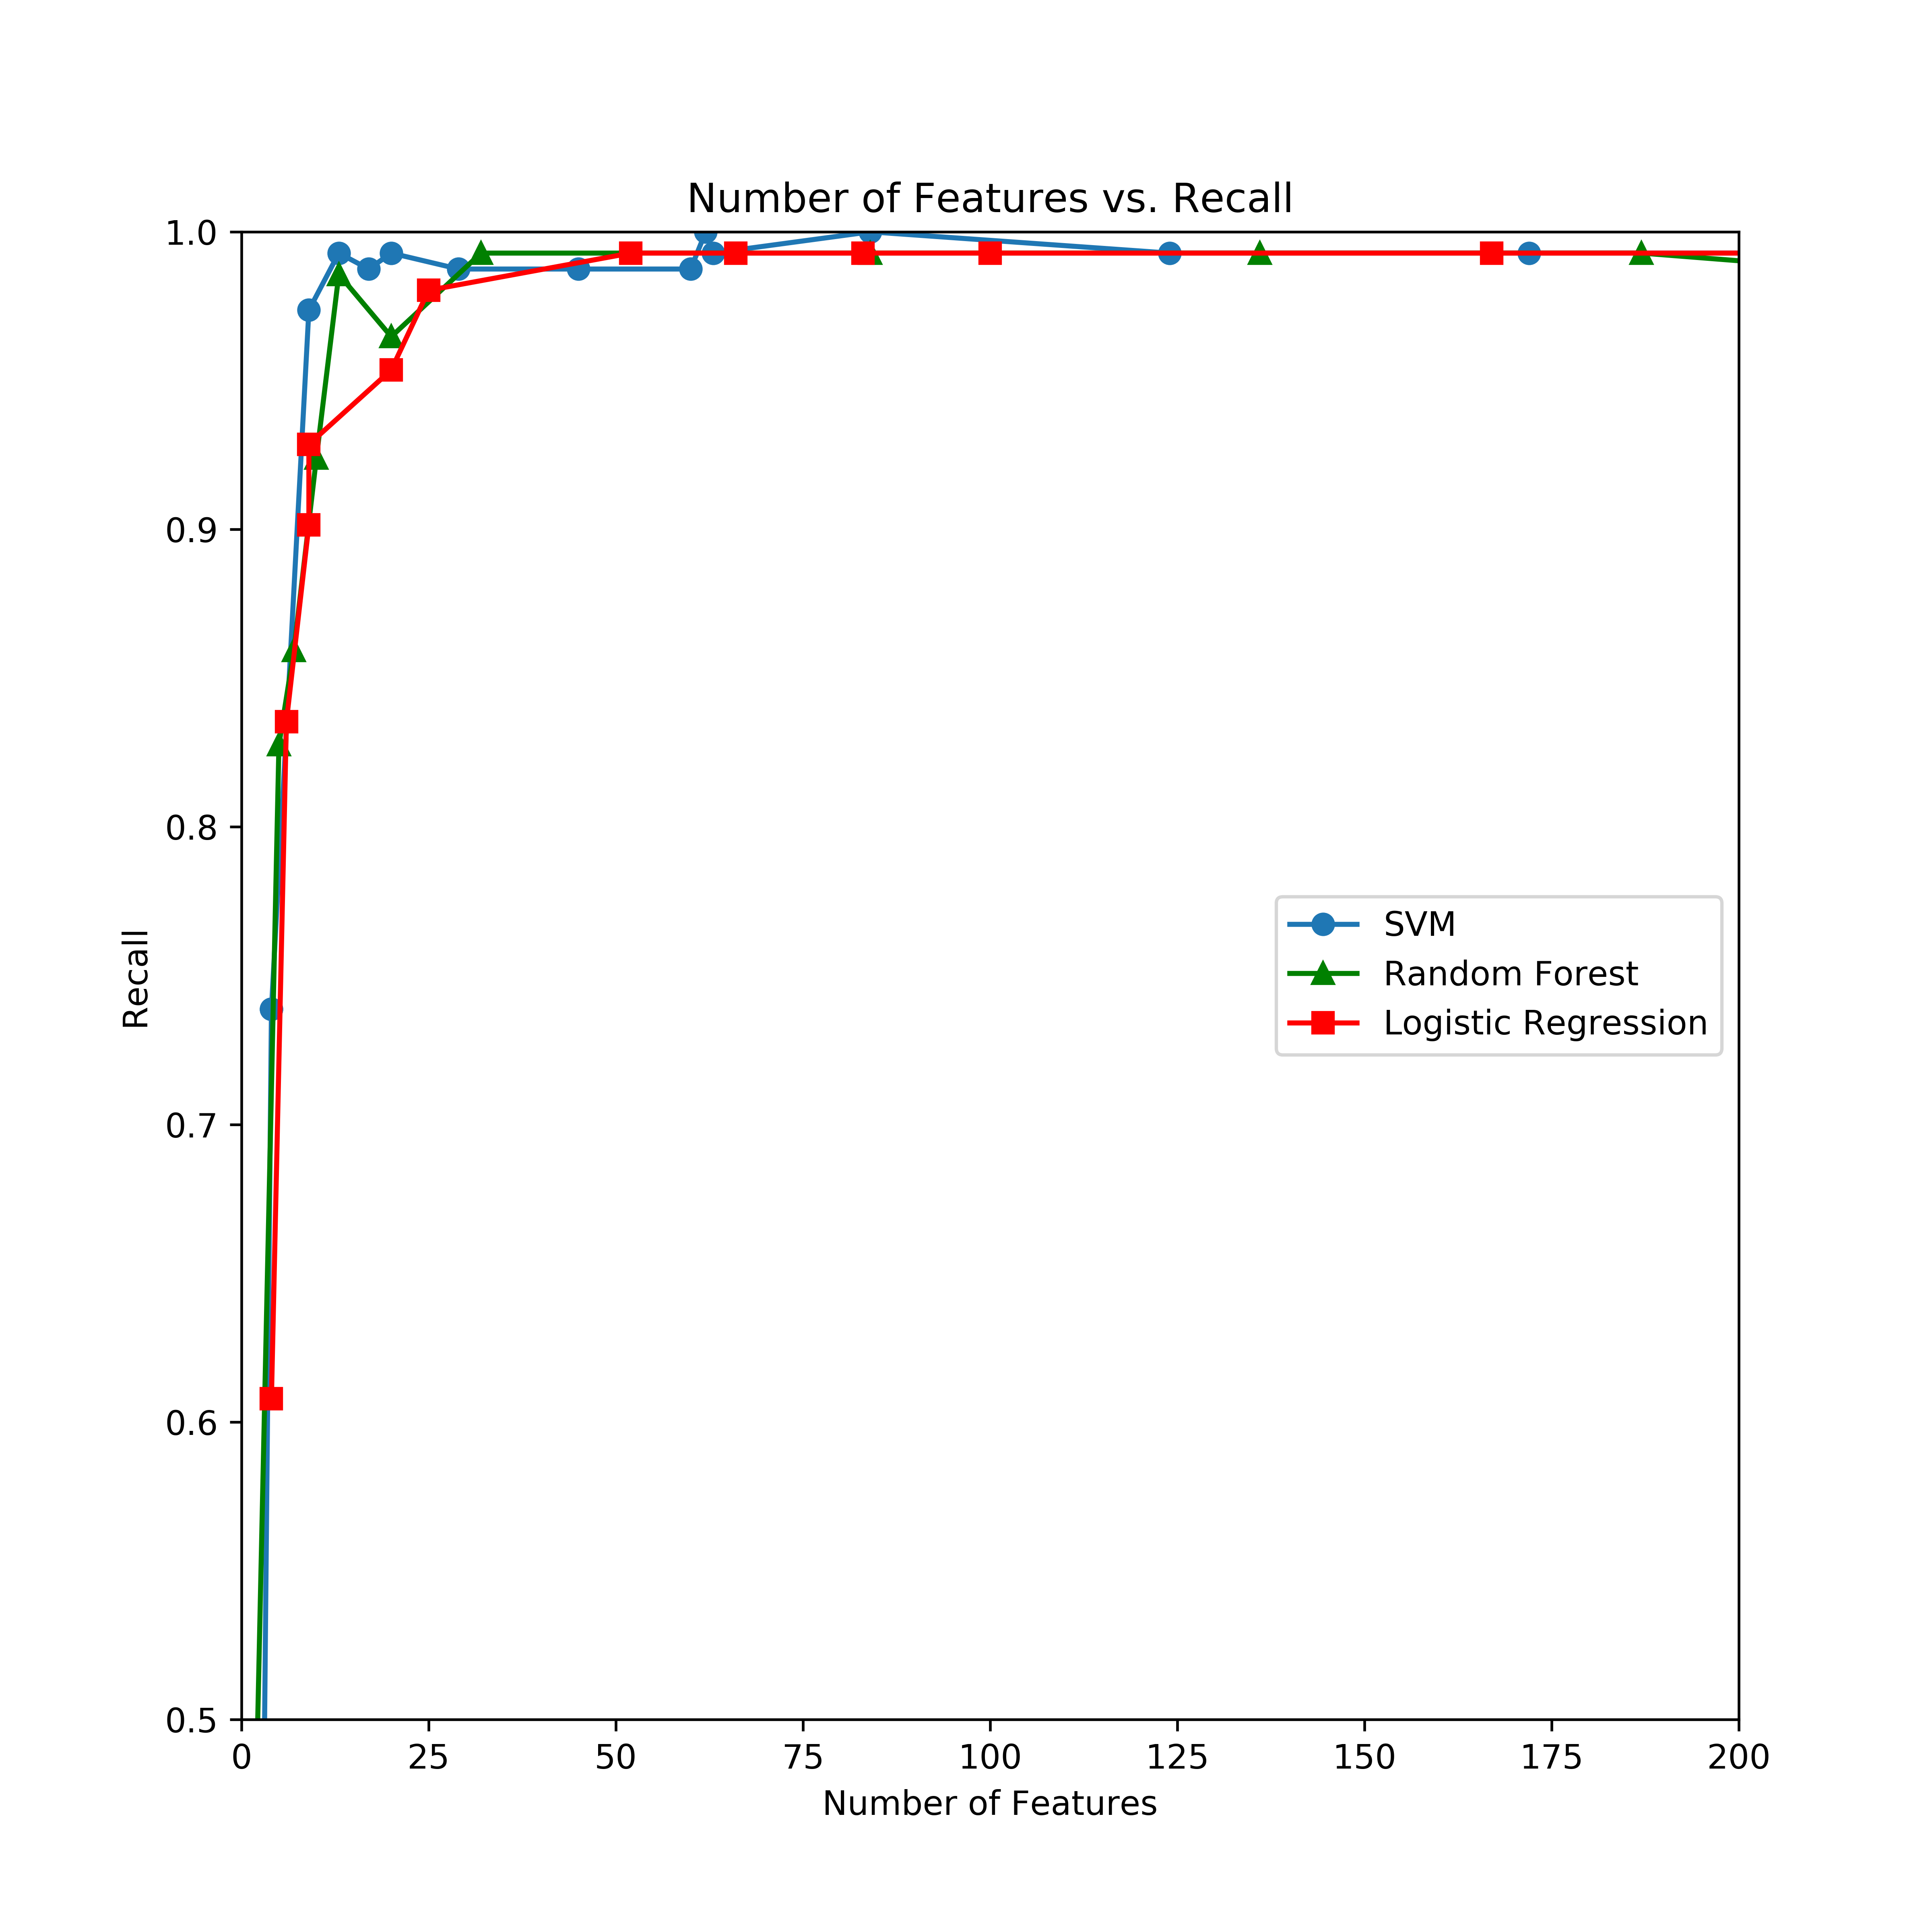 Number of Features vs. Recall
1.0
0.9
0.8
0.7
0.6
0.5
Recall
SVM
Random Forest
Logistic Regression
0 25 50 75 100 125 150 175 200
Number of Features